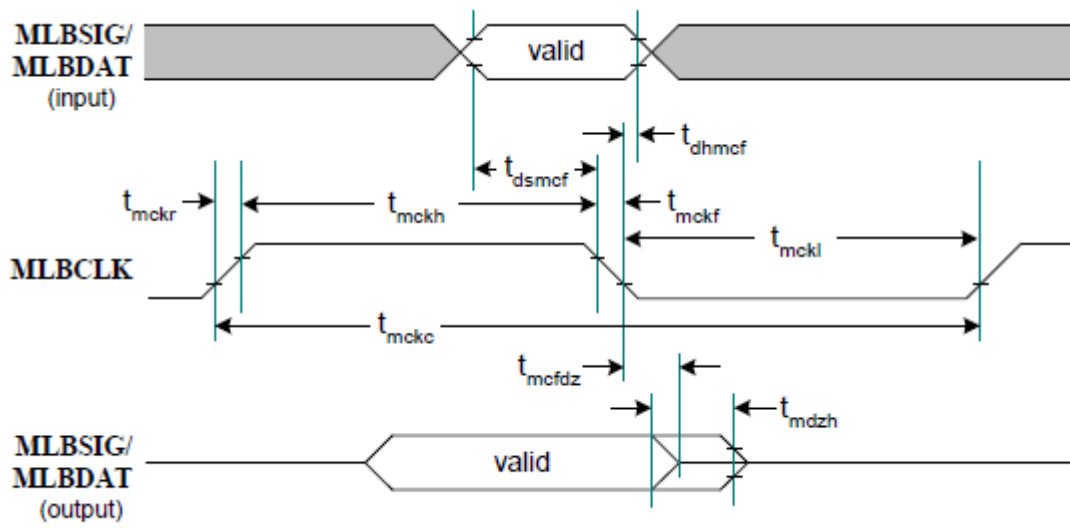 MLBSIG/
MLBDAT
(input)
valid
t_dhmcf
t_dsmcf
t_mckr
t_mckh
t_mckf
t_mckl
MLBCLK
t_mckc
t_mcfdz
t_mdzh
MLBSIG/
MLBDAT
(output)
valid